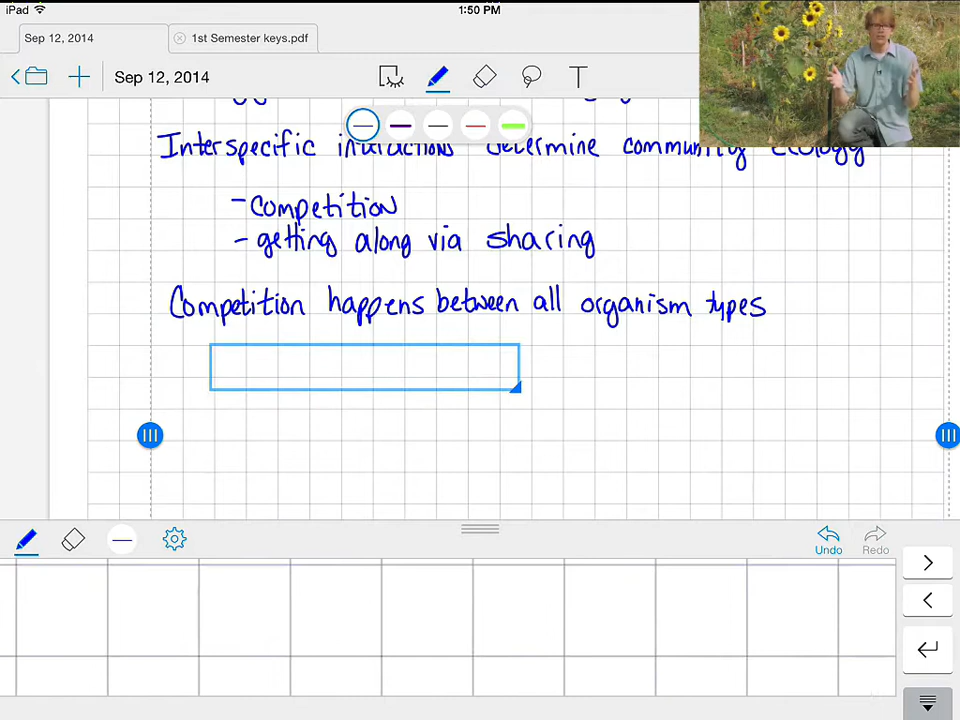 iPad 1:50 PM
Sep 12, 2014 1st Semester keys.pdf
Sep 12, 2014 T
Interspecific interactions determine community ecology
- competition
- getting along via sharing
Competition happens between all organism types
Undo Redo